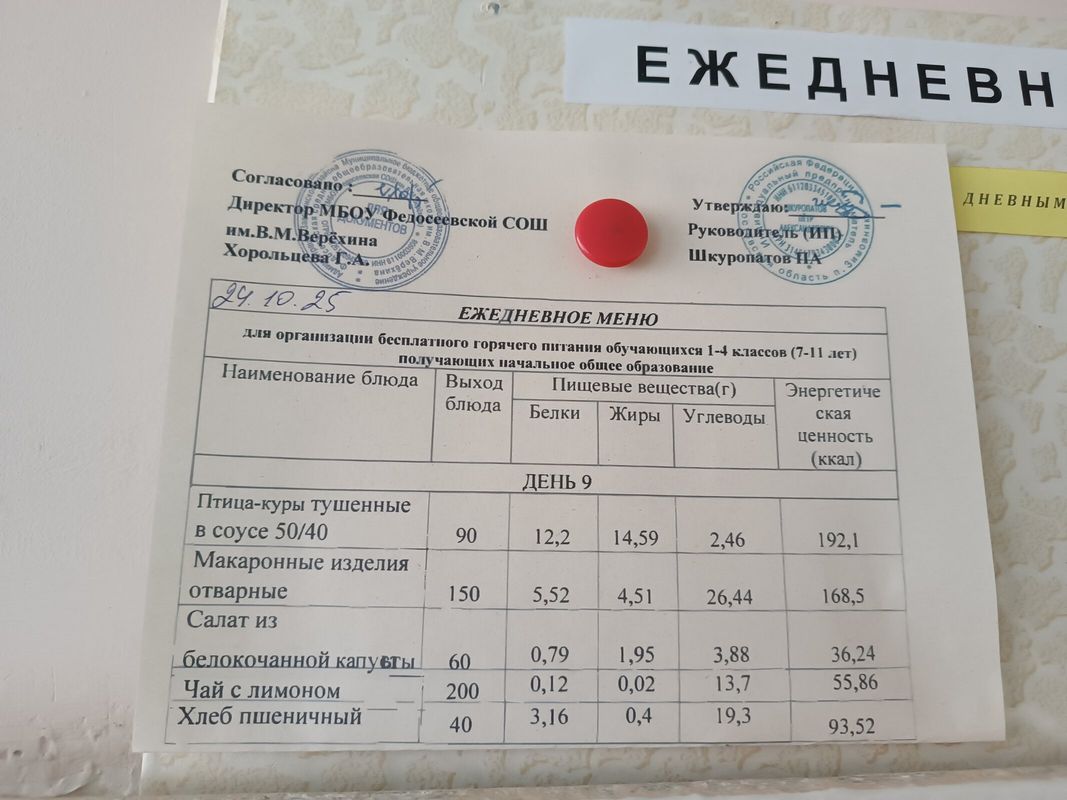 ЕЖЕДНЕВН
ДНЕВНЫМ
Согласовано :
Директор МБОУ Федосеевской СОШ
им.В.М.Верёхина
Хорольцева Г.А.
Утверждаю:
Руководитель (ИП)
Шкуропатов ПА
24.10.25
ЕЖЕДНЕВНОЕ МЕНЮ
для организации бесплатного горячего питания обучающихся 1-4 классов (7-11 лет)
получающих начальное общее образование
Наименование блюда Выход блюда Пищевые вещества(г) Энергетиче ская ценность (ккал)
Белки Жиры Углеводы
ДЕНЬ 9
Птица-куры тушенные
в соусе 50/40 90 12,2 14,59 2,46 192,1
Макаронные изделия
отварные 150 5,52 4,51 26,44 168,5
Салат из
белокочанной капусты 60 0,79 1,95 3,88 36,24
Чай с лимоном 200 0,12 0,02 13,7 55,86
Хлеб пшеничный 40 3,16 0,4 19,3 93,52